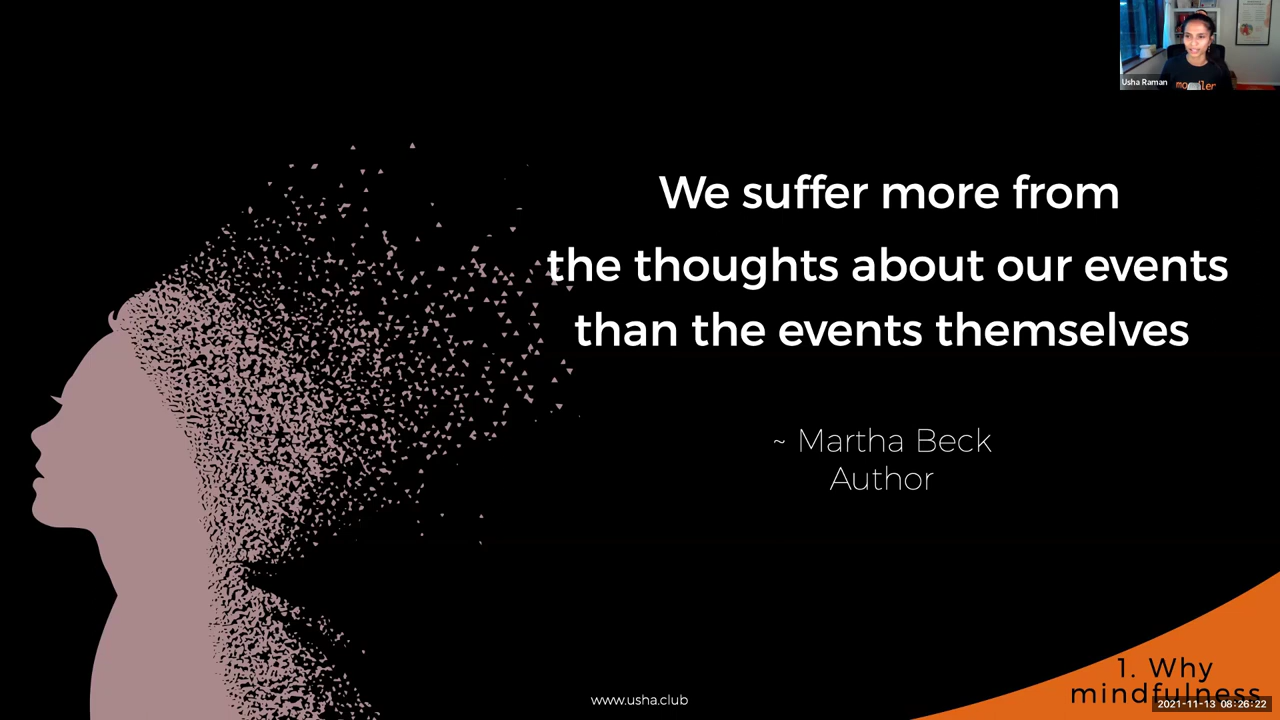 Usha Raman
We suffer more from
the thoughts about our events
than the events themselves
~ Martha Beck
Author
1. Why
mindfulness
www.usha.club
2021-11-13 08:26:22